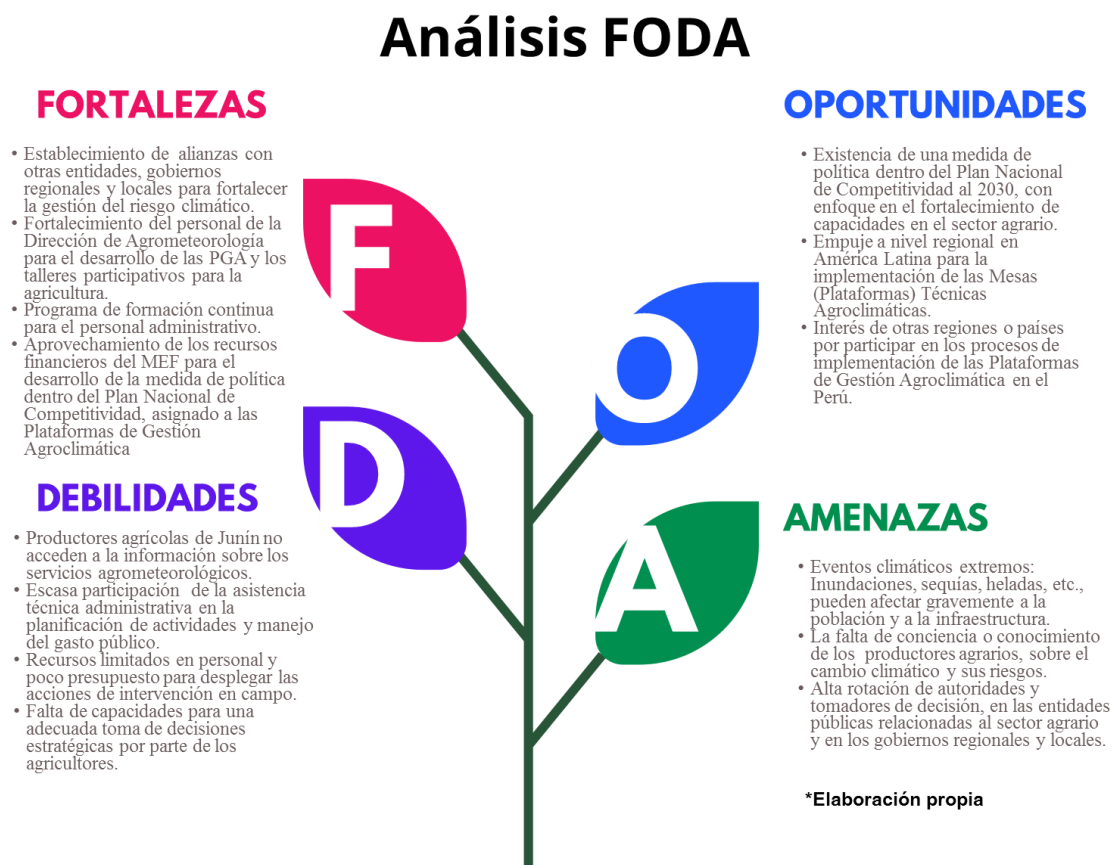 Análisis FODA
FORTALEZAS
• Establecimiento de alianzas con
otras entidades, gobiernos
regionales y locales para fortalecer
la gestión del riesgo climático.
• Fortalecimiento del personal de la
Dirección de Agrometeorología
para el desarrollo de las PGA y los
talleres participativos para la
agricultura.
• Programa de formación continua
para el personal administrativo.
• Aprovechamiento de los recursos
financieros del MEF para el
desarrollo de la medida de política
dentro del Plan Nacional de
Competitividad, asignado a las
Plataformas de Gestión
Agroclimática
OPORTUNIDADES
• Existencia de una medida de
política dentro del Plan Nacional
de Competitividad al 2030, con
enfoque en el fortalecimiento de
capacidades en el sector agrario.
• Empuje a nivel regional en
América Latina para la
implementación de las Mesas
(Plataformas) Técnicas
Agroclimáticas.
• Interés de otras regiones o países
por participar en los procesos de
implementación de las Plataformas
de Gestión Agroclimática en el
Perú.
F
O
D
A
DEBILIDADES
• Productores agrícolas de Junín no
acceden a la información sobre los
servicios agrometeorológicos.
• Escasa participación de la asistencia
técnica administrativa en la
planificación de actividades y manejo
del gasto público.
• Recursos limitados en personal y
poco presupuesto para desplegar las
acciones de intervención en campo.
• Falta de capacidades para una
adecuada toma de decisiones
estratégicas por parte de los
agricultores.
AMENAZAS
• Eventos climáticos extremos:
Inundaciones, sequías, heladas, etc.,
pueden afectar gravemente a la
población y a la infraestructura.
• La falta de conciencia o conocimiento
de los productores agrarios, sobre el
cambio climático y sus riesgos.
• Alta rotación de autoridades y
tomadores de decisión, en las entidades
públicas relacionadas al sector agrario
y en los gobiernos regionales y locales.
*Elaboración propia